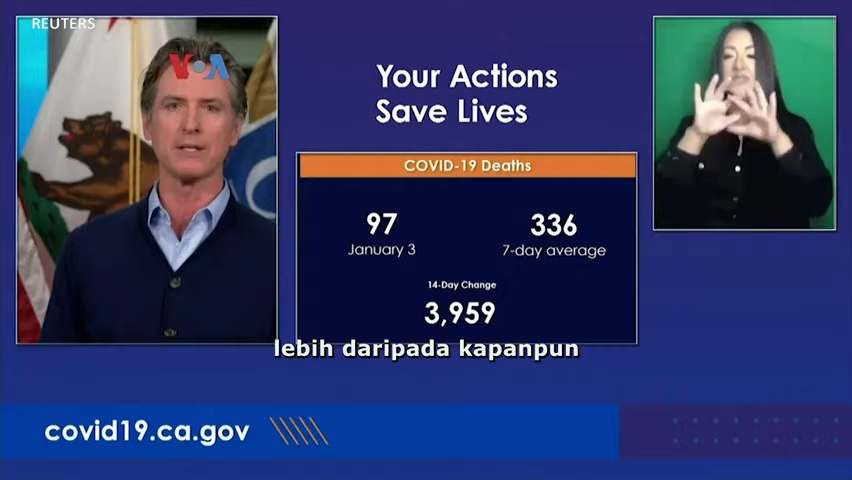 REUTERS
VOA
Your Actions
Save Lives
COVID-19 Deaths
97
January 3
336
7-day average
14-Day Change
3,959
lebih daripada kapanpun
covid19.ca.gov